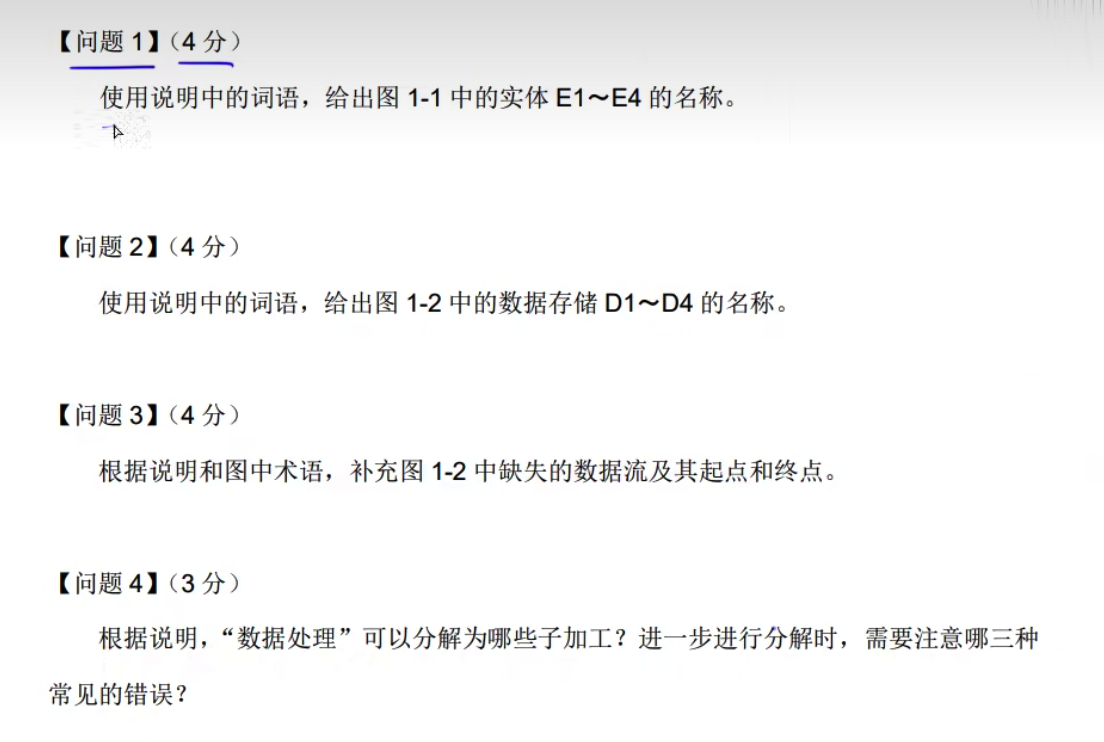 【问题 1】（4 分）
使用说明中的词语，给出图 1-1 中的实体 E1～E4 的名称。
【问题 2】（4 分）
使用说明中的词语，给出图 1-2 中的数据存储 D1～D4 的名称。
【问题 3】（4 分）
根据说明和图中术语，补充图 1-2 中缺失的数据流及其起点和终点。
【问题 4】（3 分）
根据说明，“数据处理”可以分解为哪些子加工？进一步进行分解时，需要注意哪三种
常见的错误？